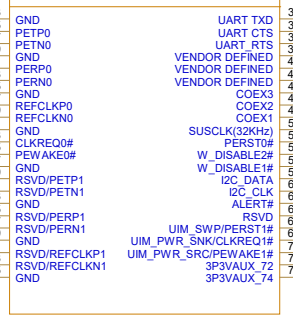 GND UART TXD
PETP0 UART CTS
PETN0 UART_RTS
GND VENDOR DEFINED
PERP0 VENDOR DEFINED
PERN0 VENDOR DEFINED
GND COEX3
REFCLKP0 COEX2
REFCLKN0 COEX1
GND SUSCLK(32KHz)
CLKREQ0# PERST0#
PEWAKE0# W_DISABLE2#
GND W_DISABLE1#
RSVD/PETP1 I2C_DATA
RSVD/PETN1 I2C_CLK
GND ALERT#
RSVD/PERP1 RSVD
RSVD/PERN1 UIM_SWP/PERST1#
GND UIM_PWR_SNK/CLKREQ1#
RSVD/REFCLKP1 UIM_PWR_SRC/PEWAKE1#
RSVD/REFCLKN1 3P3VAUX_72
GND 3P3VAUX_74